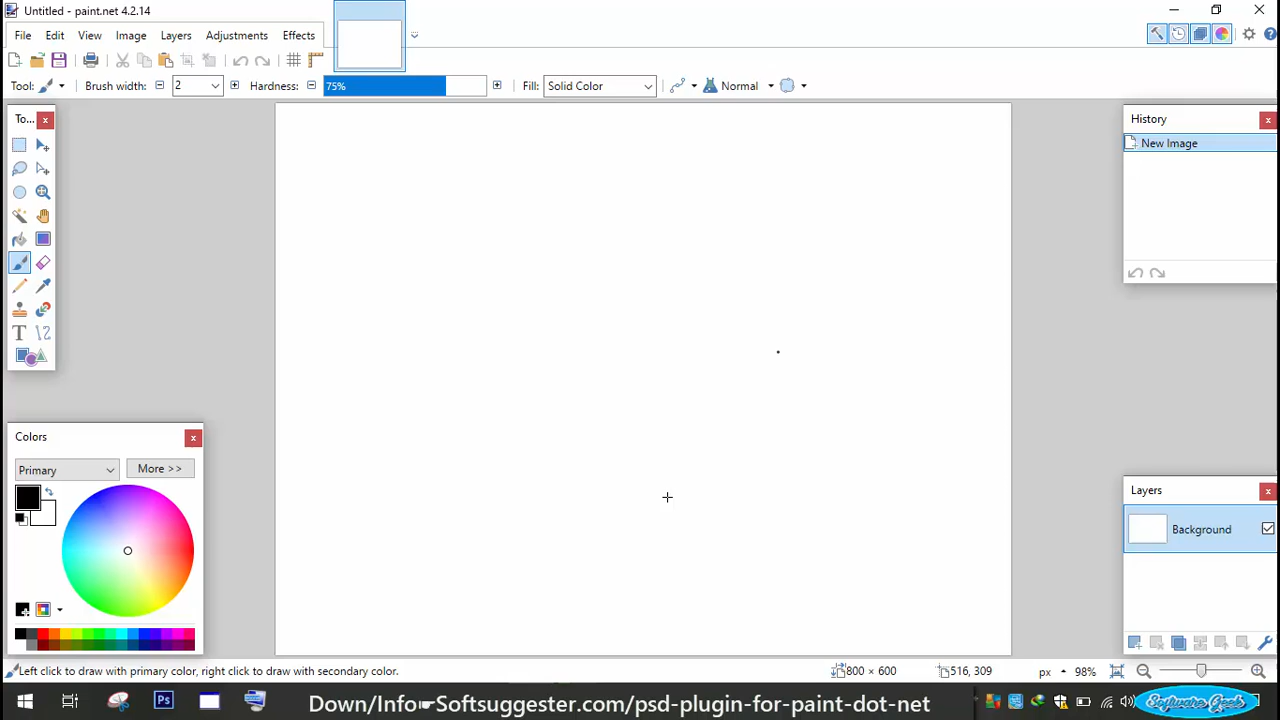 Untitled - paint.net 4.2.14
File Edit View Image Layers Adjustments Effects
Tool: Brush width: 2 Hardness: 75% Fill: Solid Color Normal
To...
History
New Image
Colors
Primary More >>
Layers
Background
Left click to draw with primary color, right click to draw with secondary color.
800 × 600
516, 309
px
98%
Ps
Down/Info☛Softsuggester.com/psd-plugin-for-paint-dot-net
Software Geek